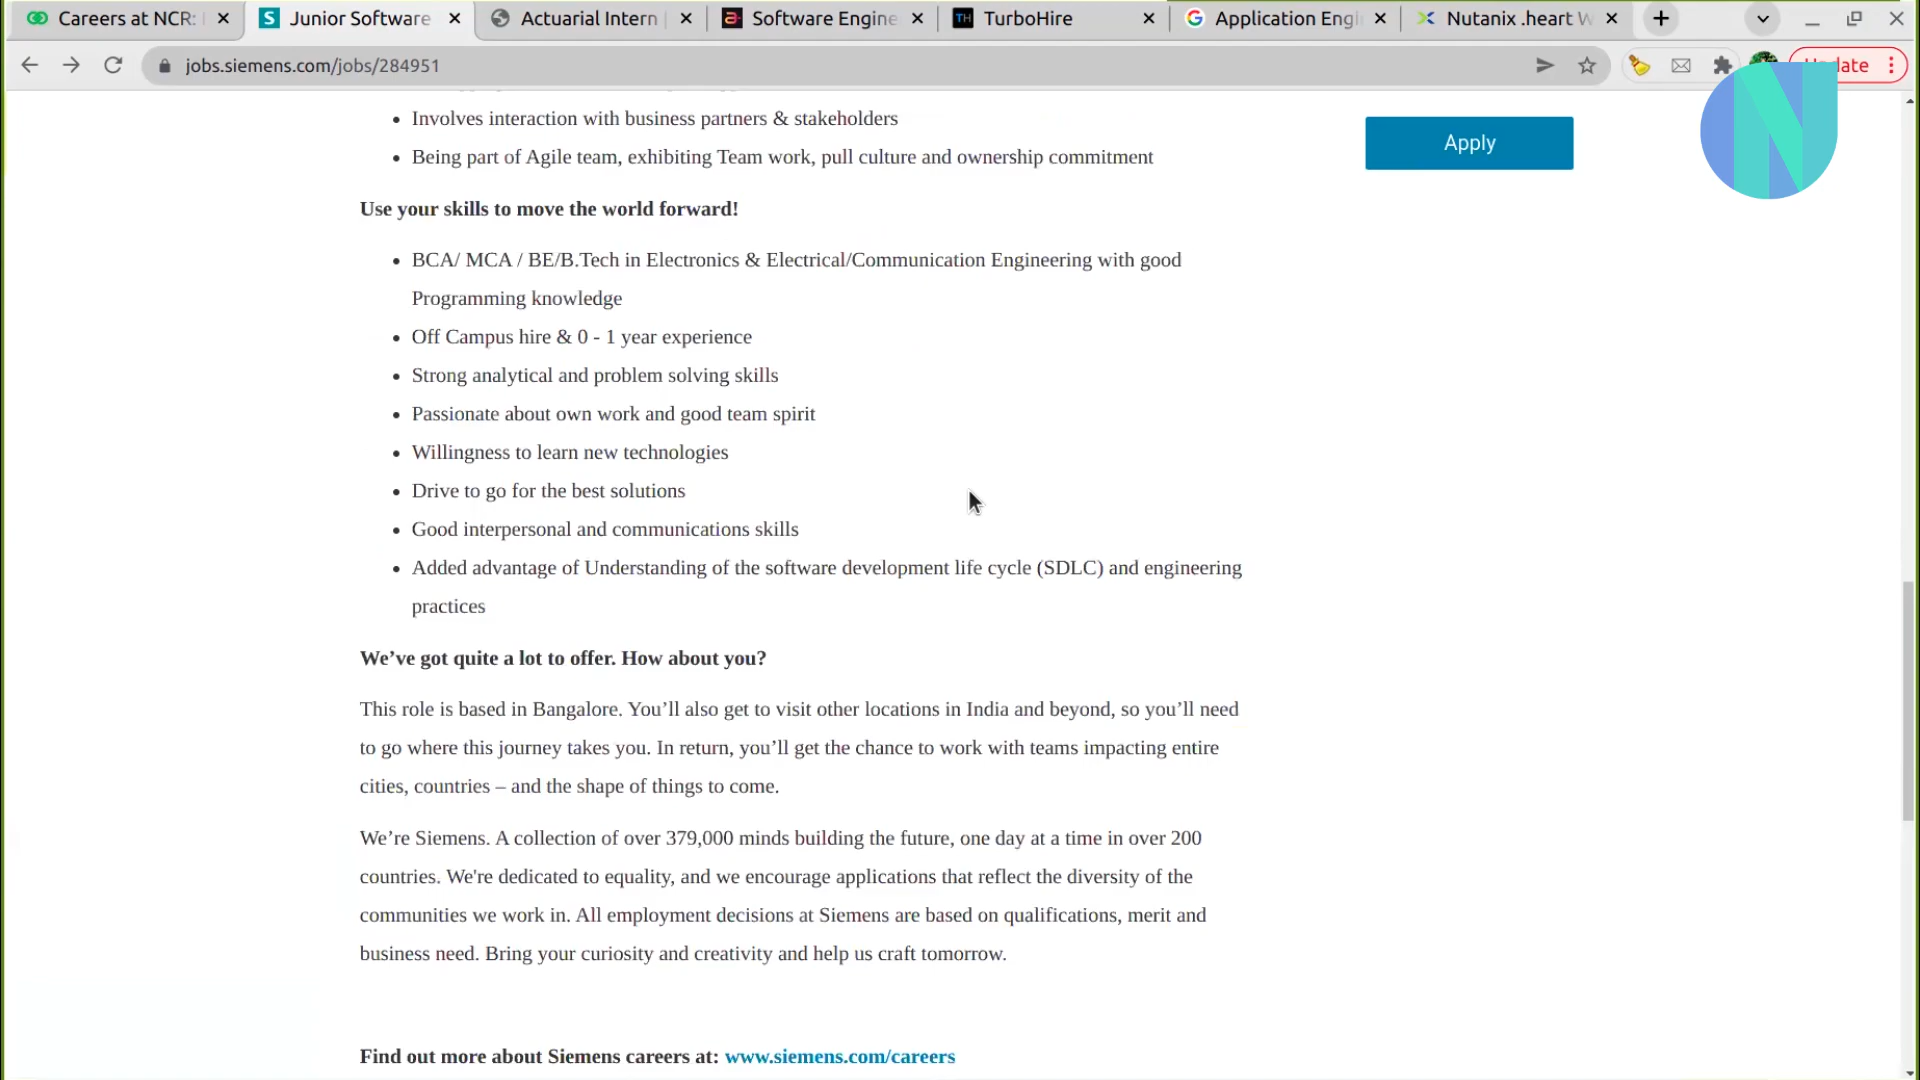 Careers at NCR:
Junior Software
Actuarial Intern
Software Engine
TurboHire
Application Engi
Nutanix .heart W
jobs.siemens.com/jobs/284951
Update
Involves interaction with business partners & stakeholders
Apply
Being part of Agile team, exhibiting Team work, pull culture and ownership commitment
Use your skills to move the world forward!
BCA/ MCA / BE/B.Tech in Electronics & Electrical/Communication Engineering with good
Programming knowledge
Off Campus hire & 0 - 1 year experience
Strong analytical and problem solving skills
Passionate about own work and good team spirit
Willingness to learn new technologies
Drive to go for the best solutions
Good interpersonal and communications skills
Added advantage of Understanding of the software development life cycle (SDLC) and engineering
practices
We’ve got quite a lot to offer. How about you?
This role is based in Bangalore. You’ll also get to visit other locations in India and beyond, so you’ll need
to go where this journey takes you. In return, you’ll get the chance to work with teams impacting entire
cities, countries – and the shape of things to come.
We’re Siemens. A collection of over 379,000 minds building the future, one day at a time in over 200
countries. We're dedicated to equality, and we encourage applications that reflect the diversity of the
communities we work in. All employment decisions at Siemens are based on qualifications, merit and
business need. Bring your curiosity and creativity and help us craft tomorrow.
Find out more about Siemens careers at: www.siemens.com/careers